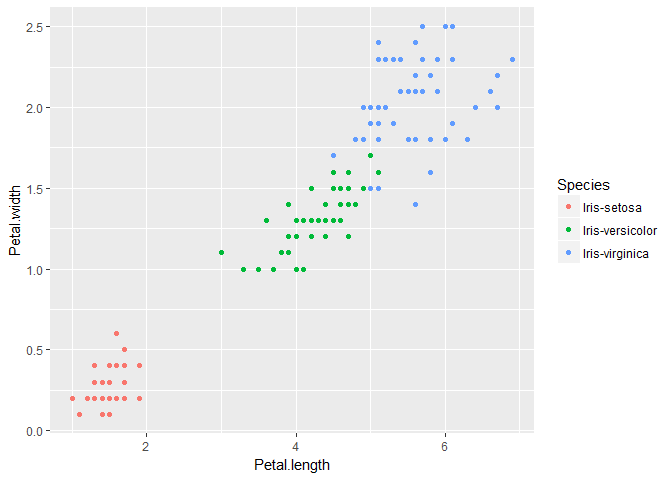 2.5
2.0
1.5
1.0
0.5
0.0
Petal.width
2
4
6
Petal.length
Species
Iris-setosa
Iris-versicolor
Iris-virginica